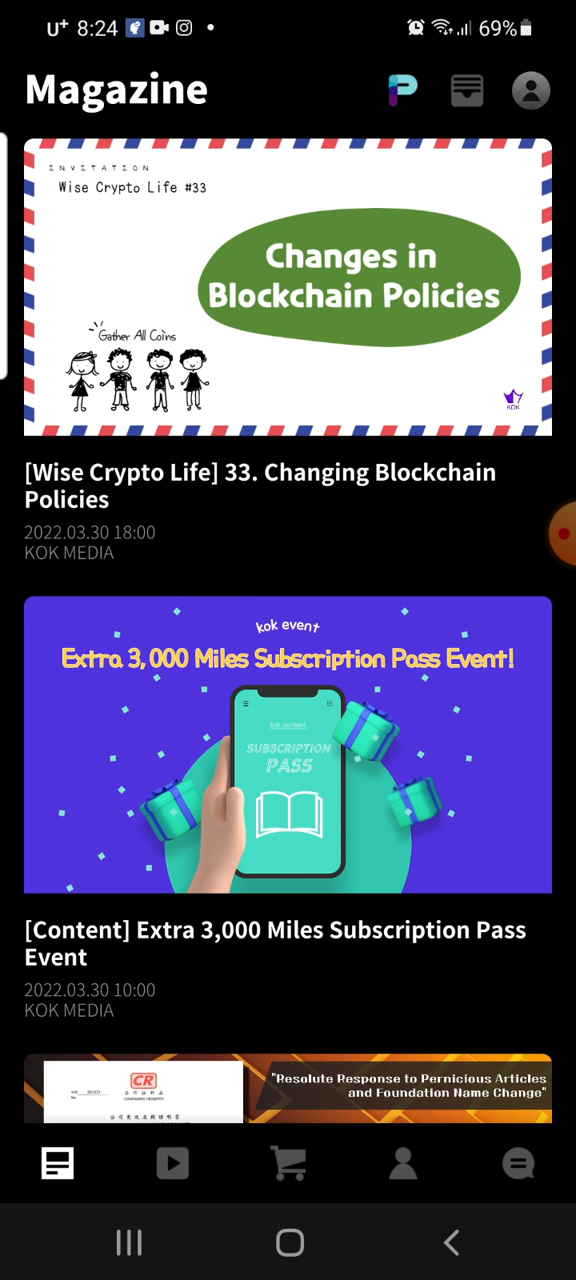 U+ 8:24 69%
Magazine
INVITATION
Wise Crypto Life #33
Changes in
Blockchain Policies
Gather All Coins
KOK
[Wise Crypto Life] 33. Changing Blockchain
Policies
2022.03.30 18:00
KOK MEDIA
kok event
Extra 3,000 Miles Subscription Pass Event!
kok content
SUBSCRIPTION
PASS
[Content] Extra 3,000 Miles Subscription Pass
Event
2022.03.30 10:00
KOK MEDIA
CR
COMPANIES REGISTRY
"Resolute Response to Pernicious Articles
and Foundation Name Change"